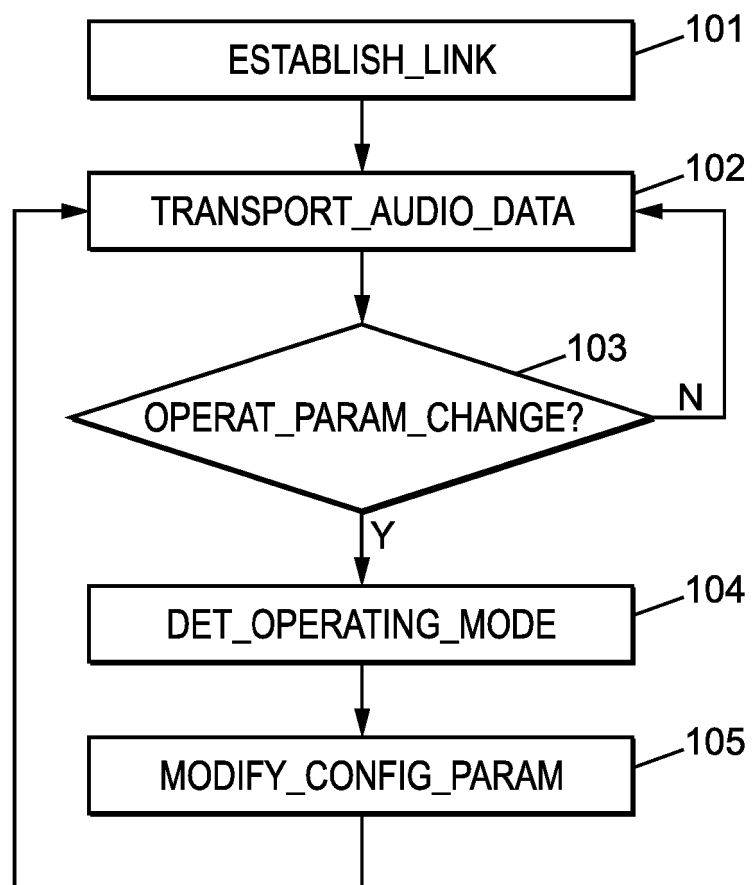 101
ESTABLISH_LINK
102
TRANSPORT_AUDIO_DATA
103
OPERAT_PARAM_CHANGE?
N
Y
104
DET_OPERATING_MODE
105
MODIFY_CONFIG_PARAM